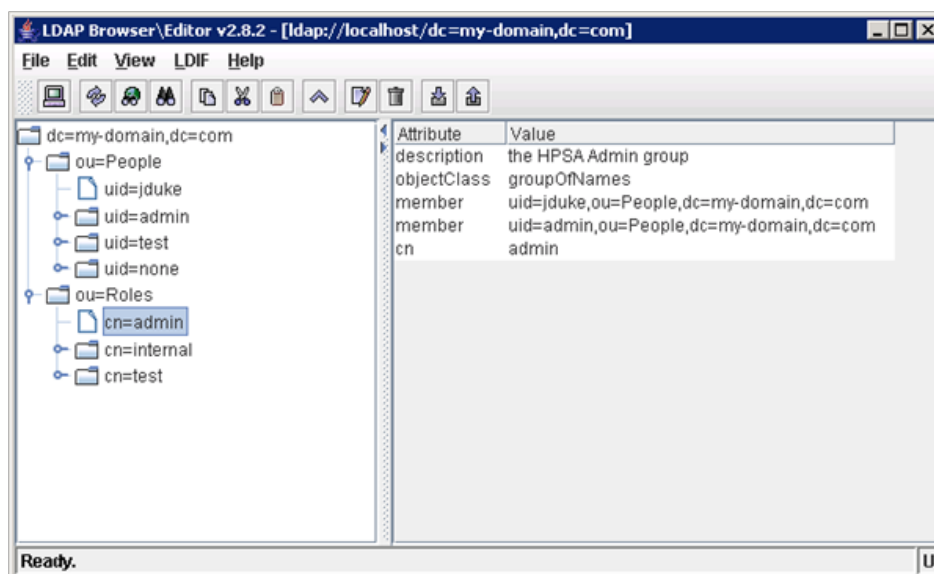 LDAP Browser\Editor v2.8.2 - [ldap://localhost/dc=my-domain,dc=com]
File Edit View LDIF Help
dc=my-domain,dc=com
ou=People
uid=jduke
uid=admin
uid=test
uid=none
ou=Roles
cn=admin
cn=internal
cn=test
Attribute Value
description the HPSA Admin group
objectClass groupOfNames
member uid=jduke,ou=People,dc=my-domain,dc=com
member uid=admin,ou=People,dc=my-domain,dc=com
cn admin
Ready. U